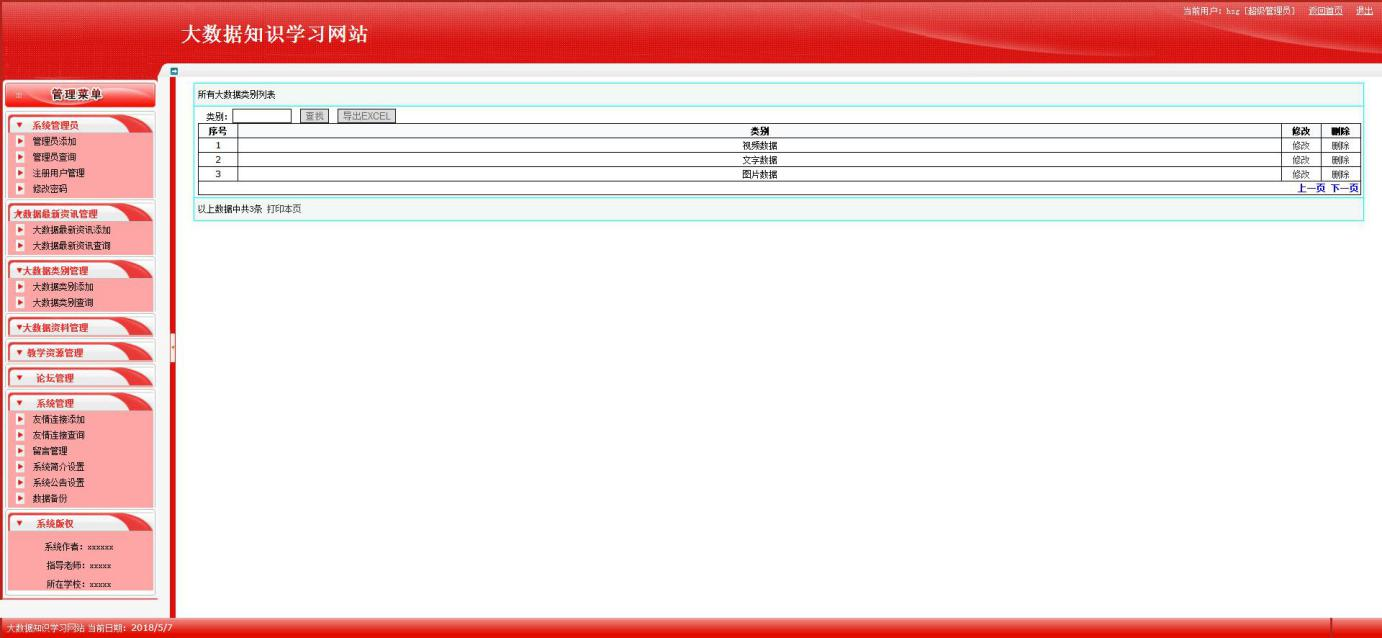 当前用户：hsg [超级管理员] 返回首页 退出
大数据知识学习网站
管理菜单
系统管理员
管理员添加
管理员查询
注册用户管理
修改密码
大数据最新资讯管理
大数据最新资讯添加
大数据最新资讯查询
大数据类别管理
大数据类别添加
大数据类别查询
大数据资料管理
教学资源管理
论坛管理
系统管理
友情连接添加
友情连接查询
留言管理
系统简介设置
系统公告设置
数据备份
系统版权
系统作者：xxxxxx
指导老师：xxxxx
所在学校：xxxxx
所有大数据类别列表
类别： 查找 导出EXCEL
序号 类别 修改 删除
1 视频数据 修改 删除
2 文字数据 修改 删除
3 图片数据 修改 删除
上一页 下一页
以上数据中共3条 打印本页
大数据知识学习网站 当前日期：2018/5/7